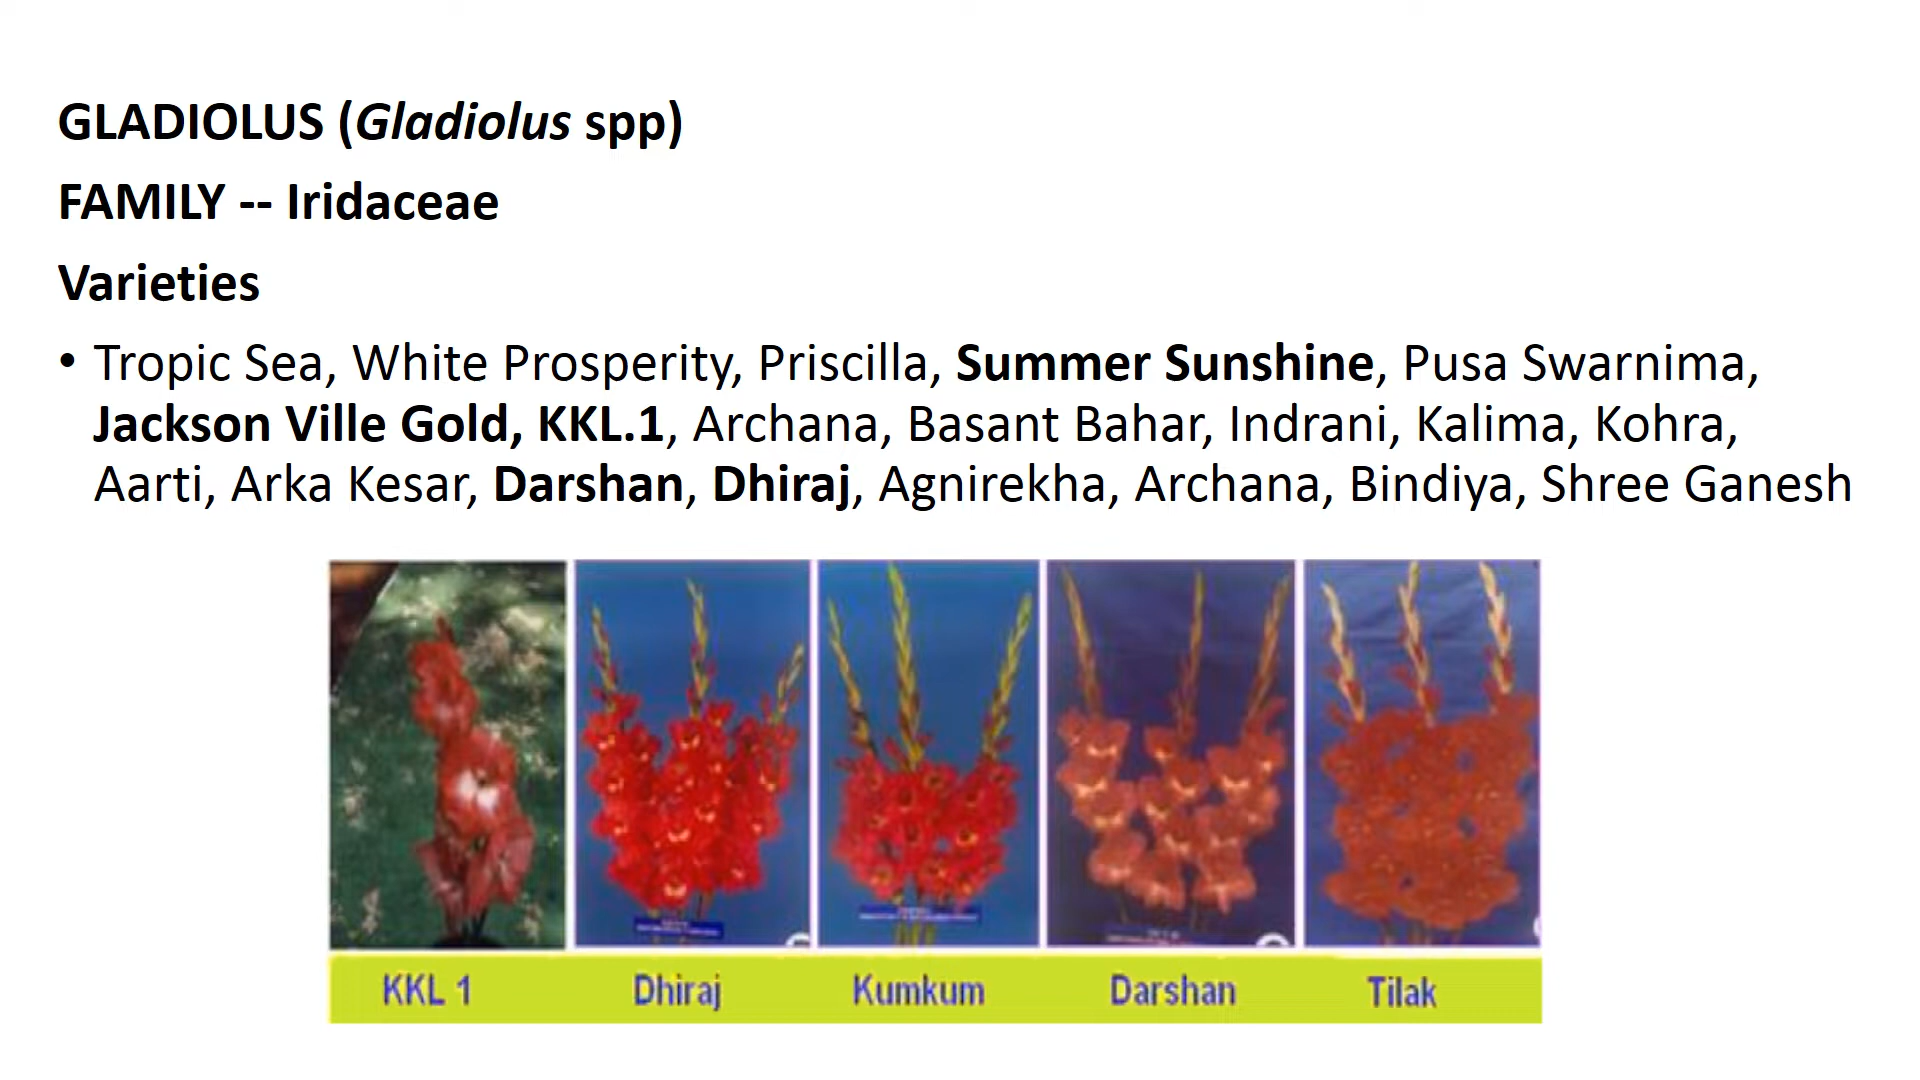 GLADIOLUS (Gladiolus spp)
FAMILY -- Iridaceae
Varieties
• Tropic Sea, White Prosperity, Priscilla, Summer Sunshine, Pusa Swarnima,
Jackson Ville Gold, KKL.1, Archana, Basant Bahar, Indrani, Kalima, Kohra,
Aarti, Arka Kesar, Darshan, Dhiraj, Agnirekha, Archana, Bindiya, Shree Ganesh
KKL 1 Dhiraj Kumkum Darshan Tilak